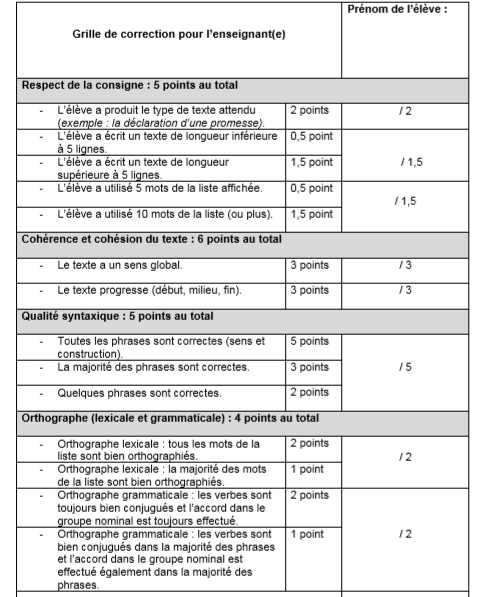 Prénom de l'élève :
Grille de correction pour l'enseignant(e)
Respect de la consigne : 5 points au total
- L'élève a produit le type de texte attendu
(exemple : la déclaration d'une promesse).
2 points
/ 2
- L'élève a écrit un texte de longueur inférieure
à 5 lignes.
0,5 point
- L'élève a écrit un texte de longueur
supérieure à 5 lignes.
1,5 point
/ 1,5
- L'élève a utilisé 5 mots de la liste affichée.
0,5 point
- L'élève a utilisé 10 mots de la liste (ou plus).
1,5 point
/ 1,5
Cohérence et cohésion du texte : 6 points au total
- Le texte a un sens global.
3 points
/ 3
- Le texte progresse (début, milieu, fin).
3 points
/ 3
Qualité syntaxique : 5 points au total
- Toutes les phrases sont correctes (sens et
construction).
5 points
- La majorité des phrases sont correctes.
3 points
/ 5
- Quelques phrases sont correctes.
2 points
Orthographe (lexicale et grammaticale) : 4 points au total
- Orthographe lexicale : tous les mots de la
liste sont bien orthographiés.
2 points
- Orthographe lexicale : la majorité des mots
de la liste sont bien orthographiés.
1 point
/ 2
- Orthographe grammaticale : les verbes sont
toujours bien conjugués et l'accord dans le
groupe nominal est toujours effectué.
2 points
- Orthographe grammaticale : les verbes sont
bien conjugués dans la majorité des phrases
et l'accord dans le groupe nominal est
effectué également dans la majorité des
phrases.
1 point
/ 2